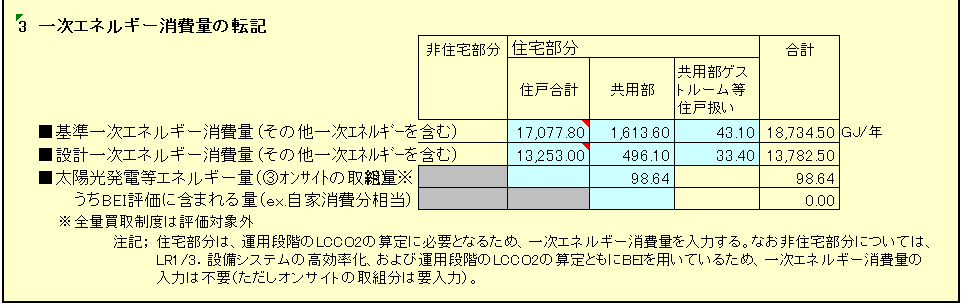 3 一次エネルギー消費量の転記
非住宅部分 住宅部分 合計
住戸合計 共用部 共用部ゲス
トルーム等
住戸扱い
■基準一次エネルギー消費量(その他一次エネルギーを含む) 17,077.80 1,613.60 43.10 18,734.50 GJ/年
■設計一次エネルギー消費量(その他一次エネルギーを含む) 13,253.00 496.10 33.40 13,782.50
■太陽光発電等エネルギー量(③オンサイトの取組量※ 98.64 98.64
うちBEI評価に含まれる量(ex.自家消費分相当) 0.00
※全量買取制度は評価対象外
注記; 住宅部分は、運用段階のLCCO2の算定に必要となるため、一次エネルギー消費量を入力する。なお非住宅部分については、
LR1/3. 設備システムの高効率化、および運用段階のLCCO2の算定ともにBEIを用いているため、一次エネルギー消費量の
入力は不要(ただしオンサイトの取組分は要入力)。